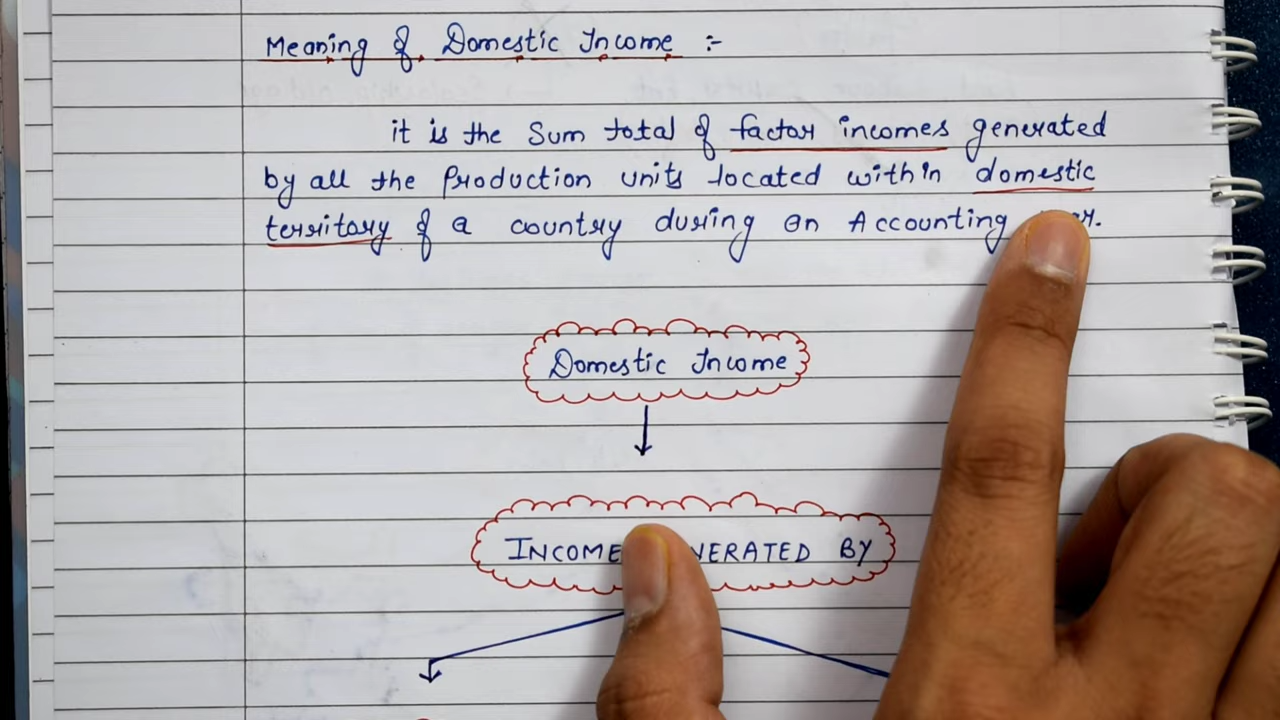 Meaning of Domestic Income :-
it is the Sum total of factor incomes generated
by all the Production units located within domestic
territory of a country during an Accounting
Domestic Income
INCOME BY